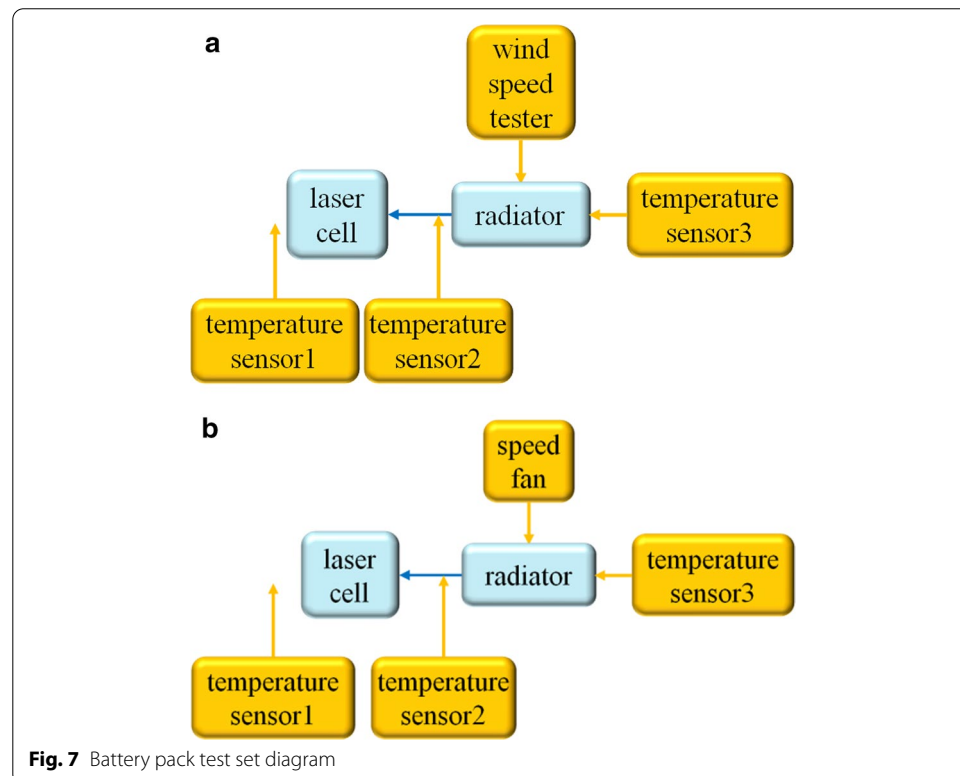 a
wind
speed
tester
laser
cell
radiator
temperature
sensor3
temperature
sensor1
temperature
sensor2
b
speed
fan
laser
cell
radiator
temperature
sensor3
temperature
sensor1
temperature
sensor2
Fig. 7 Battery pack test set diagram